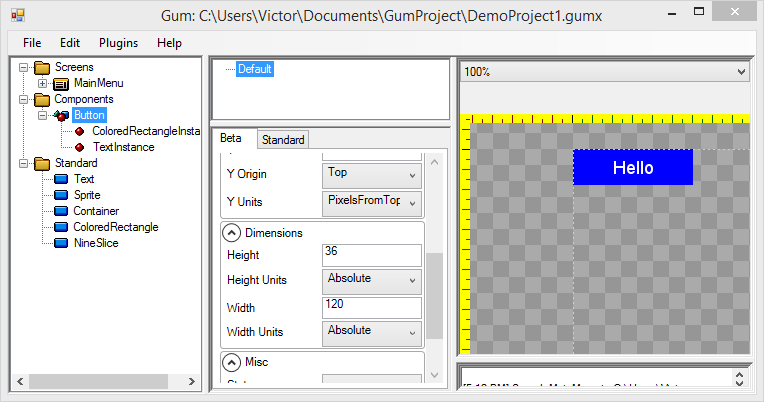 Gum: C:\Users\Victor\Documents\GumProject\DemoProject1.gumx
File Edit Plugins Help
Screens
MainMenu
Components
Button
ColoredRectangleInsta
TextInstance
Standard
Text
Sprite
Container
ColoredRectangle
NineSlice
Default
Beta Standard
Y Origin Top
Y Units PixelsFromTop
Dimensions
Height 36
Height Units Absolute
Width 120
Width Units Absolute
Misc
100%
Hello